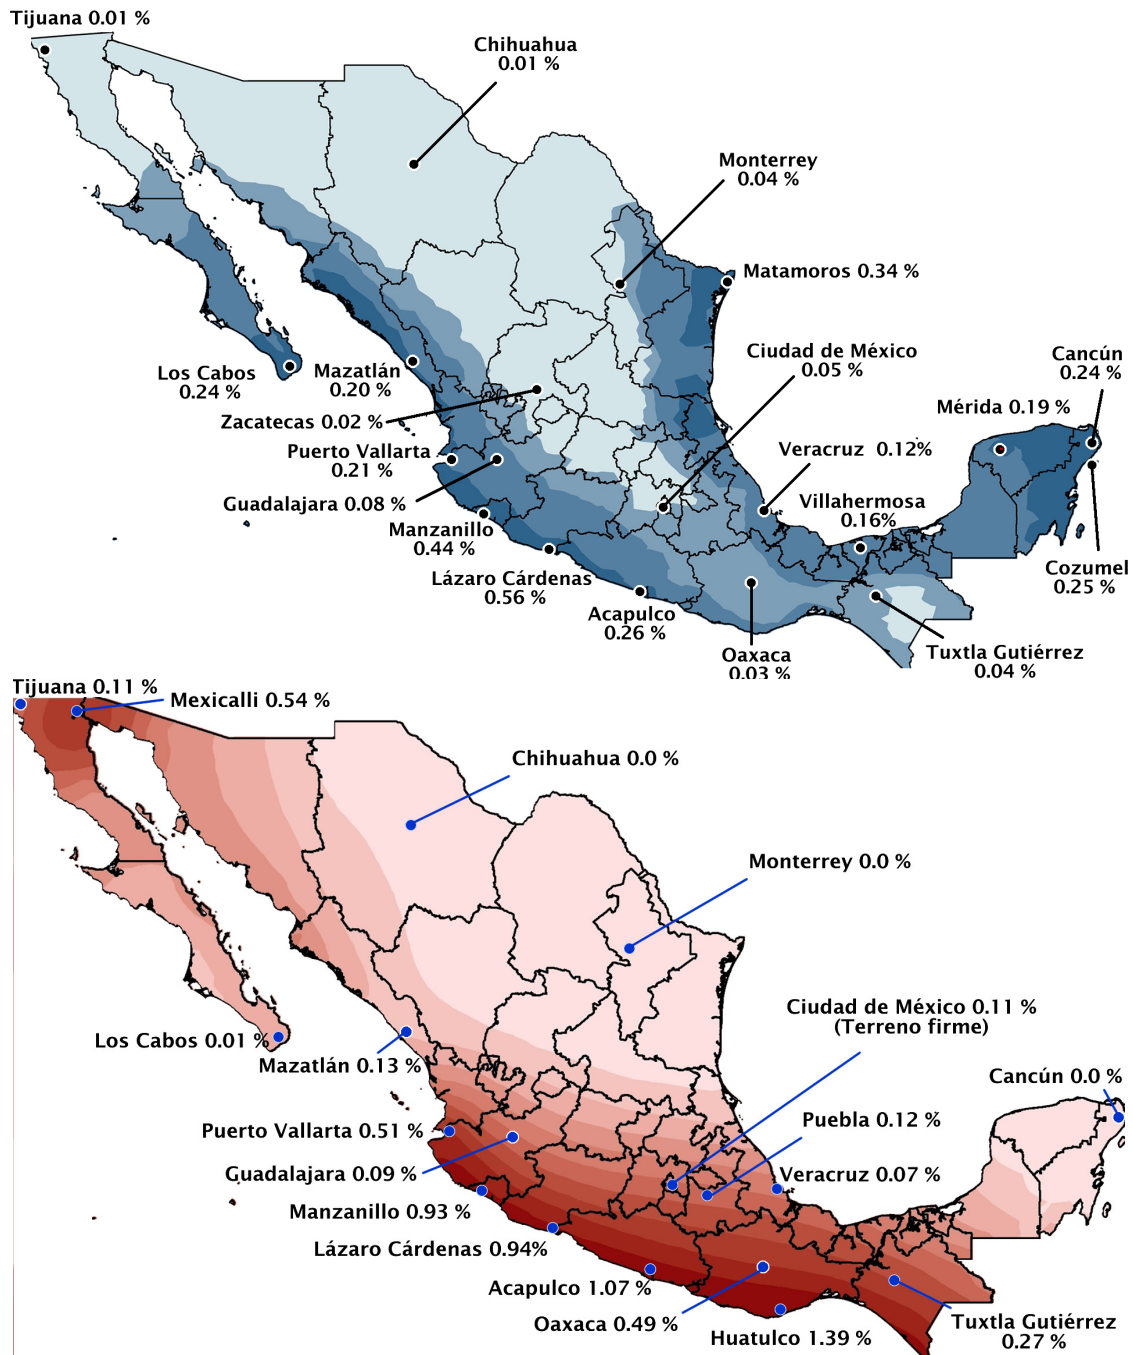 Tijuana 0.01 %
Chihuahua
0.01 %
Monterrey
0.04 %
Matamoros 0.34 %
Ciudad de México
0.05 %
Cancún
0.24 %
Los Cabos
0.24 %
Mazatlán
0.20 %
Mérida 0.19 %
Zacatecas 0.02 %
Puerto Vallarta
0.21 %
Veracruz 0.12%
Guadalajara 0.08 %
Villahermosa
0.16%
Manzanillo
0.44 %
Lázaro Cárdenas
0.56 %
Cozumel
0.25 %
Acapulco
0.26 %
Oaxaca
0.03 %
Tuxtla Gutiérrez
0.04 %
Tijuana 0.11 %
Mexicalli 0.54 %
Chihuahua 0.0 %
Monterrey 0.0 %
Ciudad de México 0.11 %
(Terreno firme)
Los Cabos 0.01 %
Mazatlán 0.13 %
Cancún 0.0 %
Puebla 0.12 %
Puerto Vallarta 0.51 %
Guadalajara 0.09 %
Veracruz 0.07 %
Manzanillo 0.93 %
Lázaro Cárdenas 0.94%
Acapulco 1.07 %
Oaxaca 0.49 %
Huatulco 1.39 %
Tuxtla Gutiérrez
0.27 %